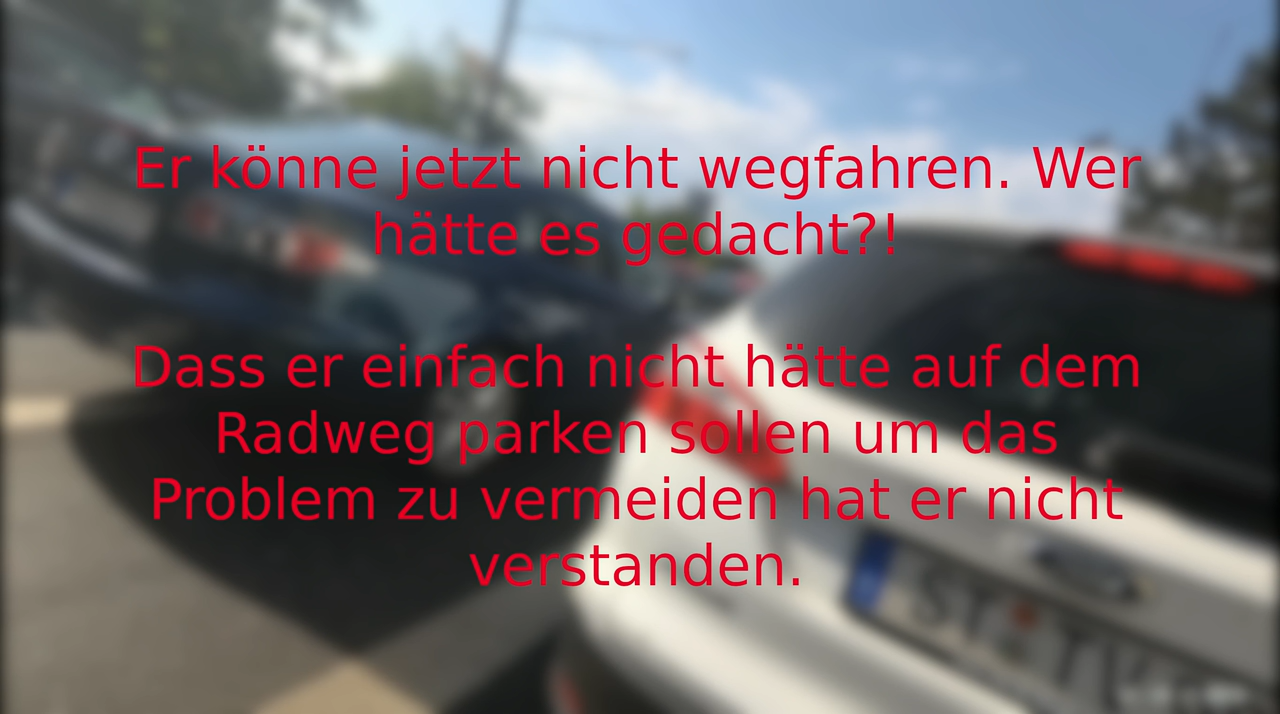 Er könne jetzt nicht wegfahren. Wer
hätte es gedacht?!
Dass er einfach nicht hätte auf dem
Radweg parken sollen um das
Problem zu vermeiden hat er nicht
verstanden.